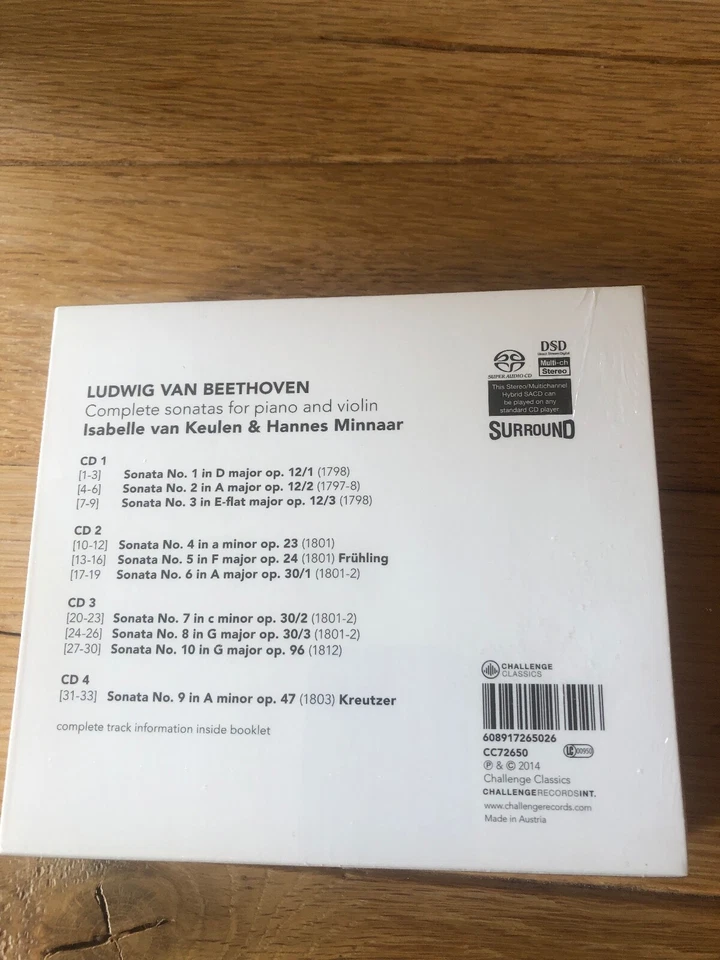 LUDWIG VAN BEETHOVEN
Complete sonatas for piano and violin
Isabelle van Keulen & Hannes Minnaar
CD 1
[1-3] Sonata No. 1 in D major op. 12/1 (1798)
[4-6] Sonata No. 2 in A major op. 12/2 (1797-8)
[7-9] Sonata No. 3 in E-flat major op. 12/3 (1798)
CD 2
[10-12] Sonata No. 4 in a minor op. 23 (1801)
[13-16] Sonata No. 5 in F major op. 24 (1801) Frühling
[17-19 Sonata No. 6 in A major op. 30/1 (1801-2)
CD 3
[20-23] Sonata No. 7 in c minor op. 30/2 (1801-2)
[24-26] Sonata No. 8 in G major op. 30/3 (1801-2)
[27-30] Sonata No. 10 in G major op. 96 (1812)
CD 4
[31-33] Sonata No. 9 in A minor op. 47 (1803) Kreutzer
complete track information inside booklet
SUPER AUDIO CD
DSD
Direct Stream Digital
Multi-ch
Stereo
This Stereo/Multichannel
Hybrid SACD can
be played on any
standard CD player.
SURROUND
CHALLENGE
CLASSICS
608917265026
CC72650
LC 00950
℗ & © 2014
Challenge Classics
CHALLENGERECORDSINT.
www.challengerecords.com
Made in Austria